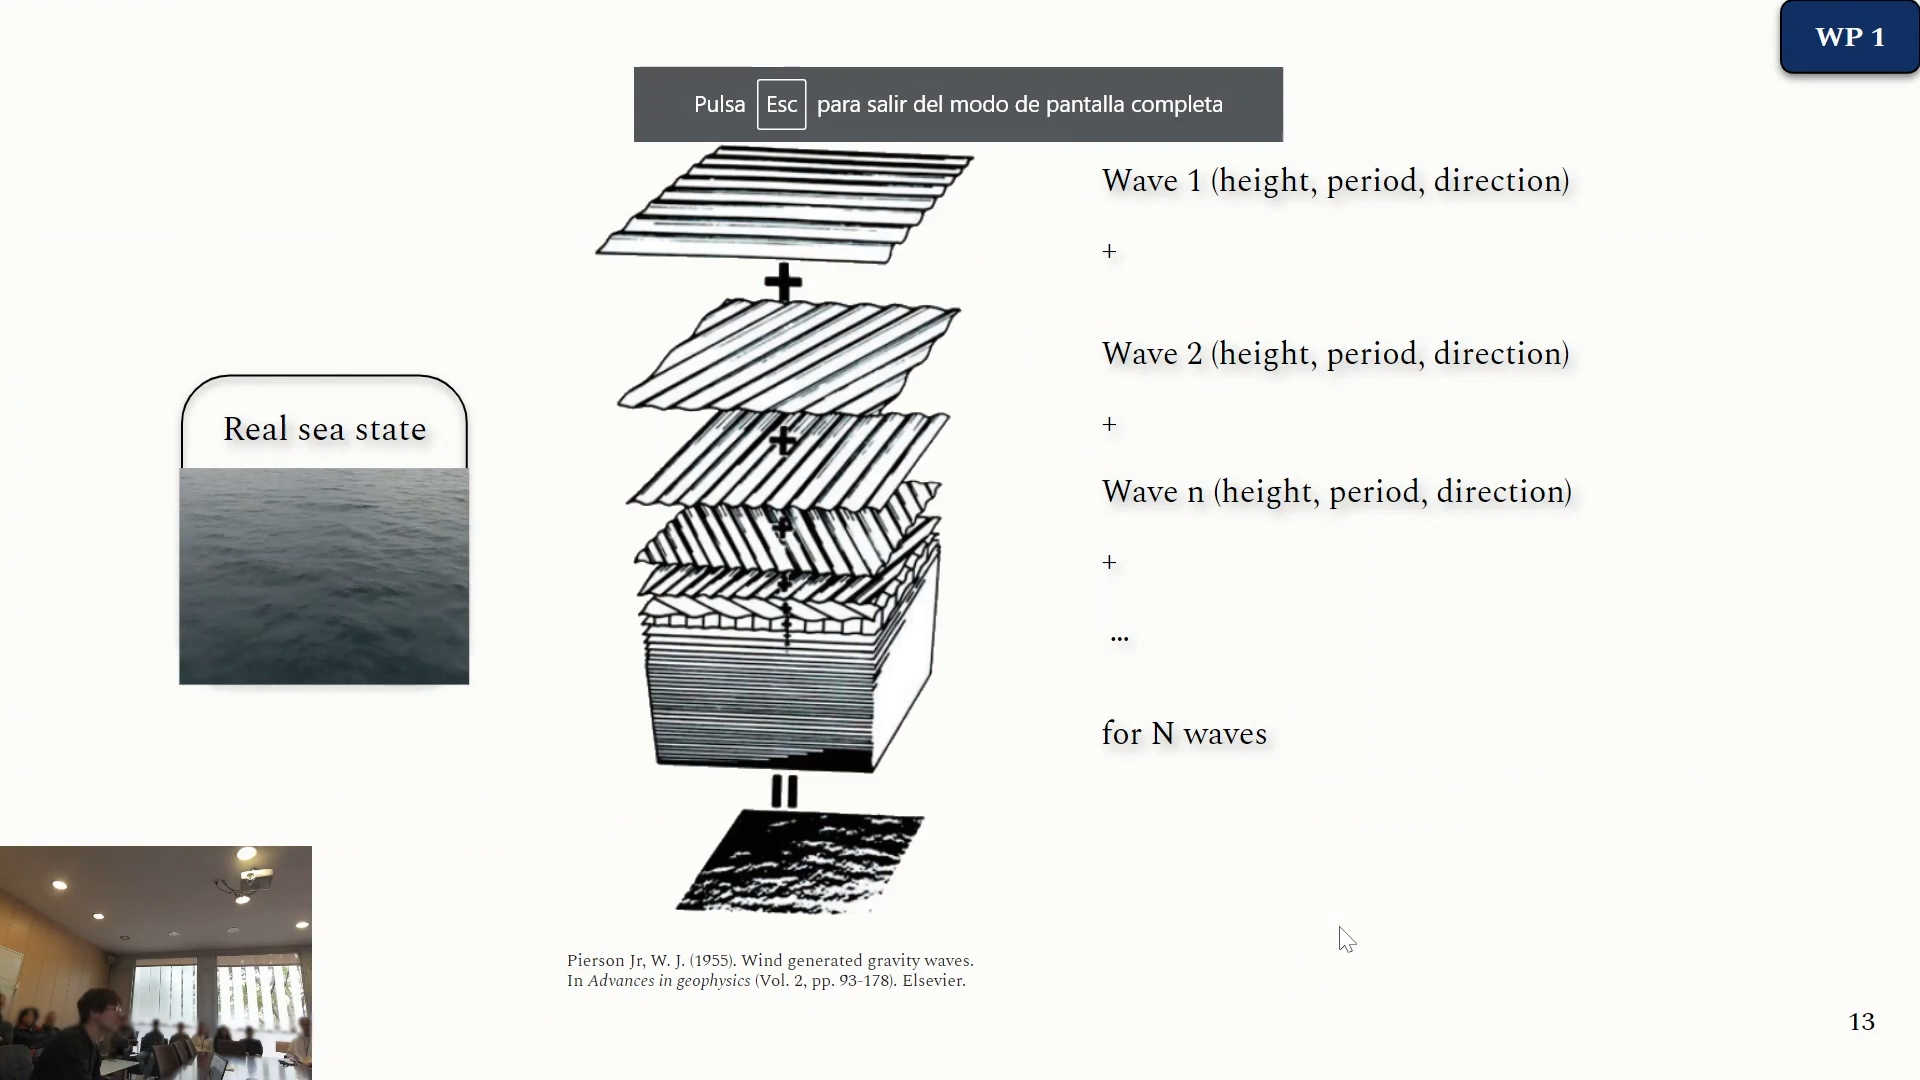 WP 1
Pulsa Esc para salir del modo de pantalla completa
Wave 1 (height, period, direction)
+
+
Wave 2 (height, period, direction)
+
Real sea state
+
Wave n (height, period, direction)
+
+
+
...
for N waves
Pierson Jr, W. J. (1955). Wind generated gravity waves.
In Advances in geophysics (Vol. 2, pp. 93-178). Elsevier.
13